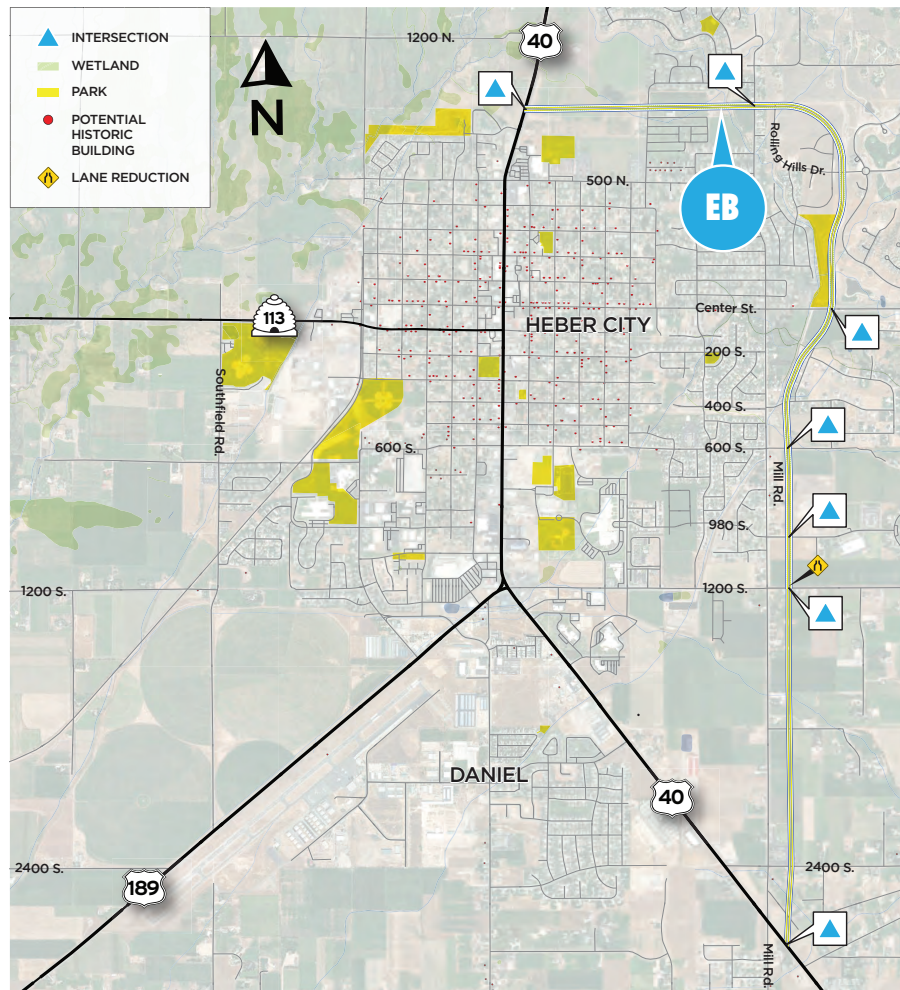 INTERSECTION
WETLAND
PARK
POTENTIAL
HISTORIC
BUILDING
LANE REDUCTION
N
1200 N.
40
500 N.
Rolling Hills Dr.
EB
113
HEBER CITY
Center St.
200 S.
Southfield Rd.
400 S.
600 S.
600 S.
Mill Rd.
980 S.
1200 S.
1200 S.
DANIEL
40
2400 S.
2400 S.
189
Mill Rd.